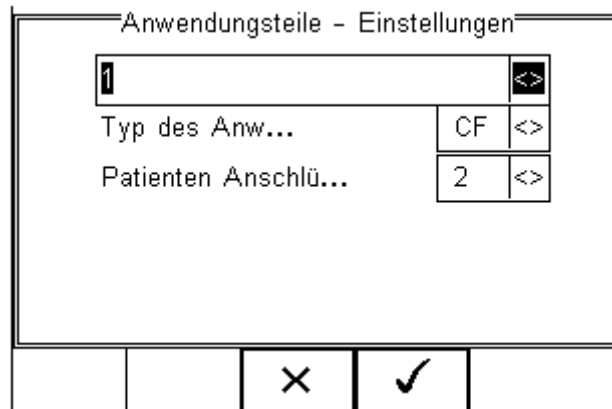 Anwendungsteile - Einstellungen
1 <>
Typ des Anw... CF <>
Patienten Anschlü... 2 <>